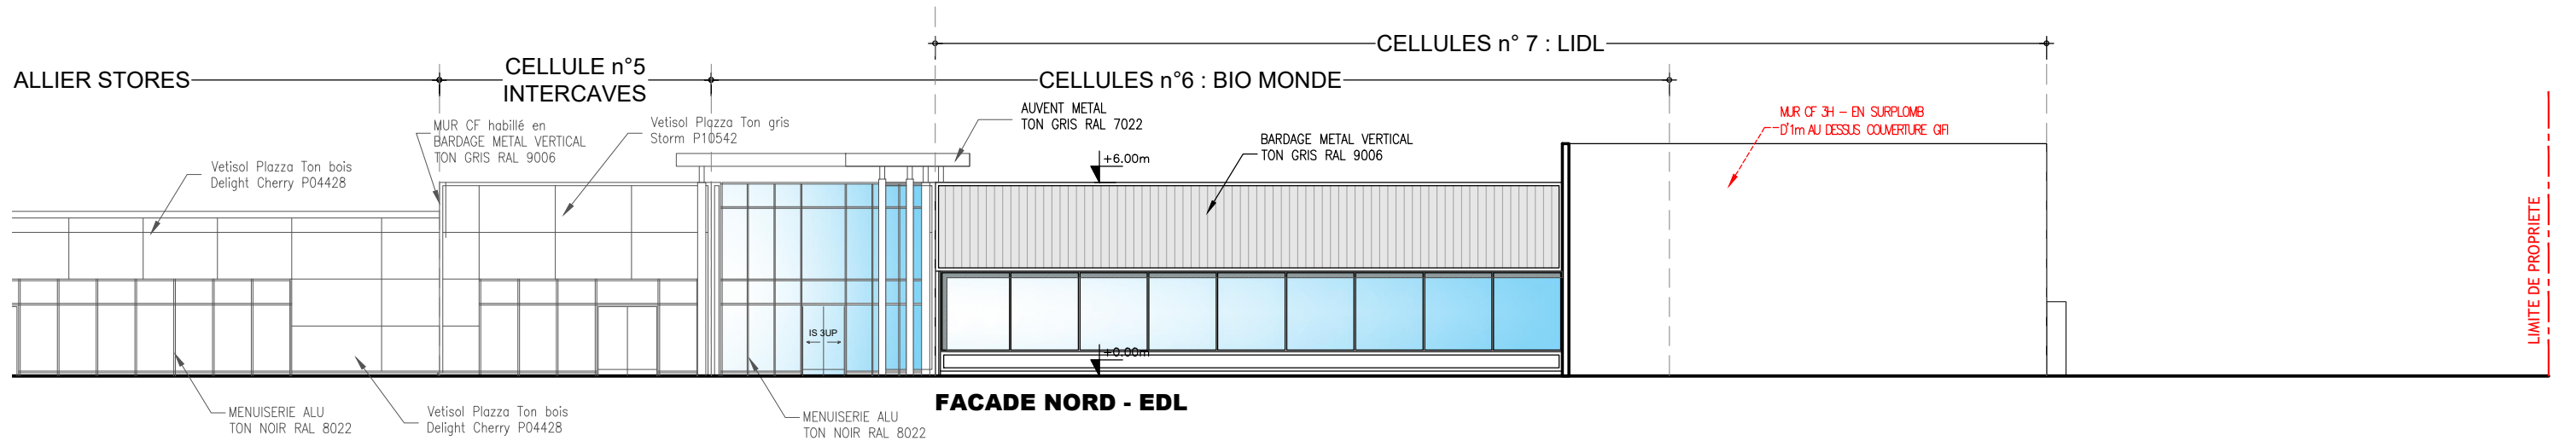 CELLULES n° 7 : LIDL
ALLIER STORES
CELLULE n°5
INTERCAVES
CELLULES n°6 : BIO MONDE
MUR CF habillé en
BARDAGE METAL VERTICAL
TON GRIS RAL 9006
Vetisol Plazza Ton gris
Storm P10542
AUVENT METAL
TON GRIS RAL 7022
BARDAGE METAL VERTICAL
TON GRIS RAL 9006
MUR CF 3H – EN SURPLOMB
D'1m AU DESSUS COUVERTURE GIFI
Vetisol Plazza Ton bois
Delight Cherry P04428
+6.00m
LIMITE DE PROPRIETE
IS 3UP
+0.00m
FACADE NORD - EDL
MENUISERIE ALU
TON NOIR RAL 8022
Vetisol Plazza Ton bois
Delight Cherry P04428
MENUISERIE ALU
TON NOIR RAL 8022